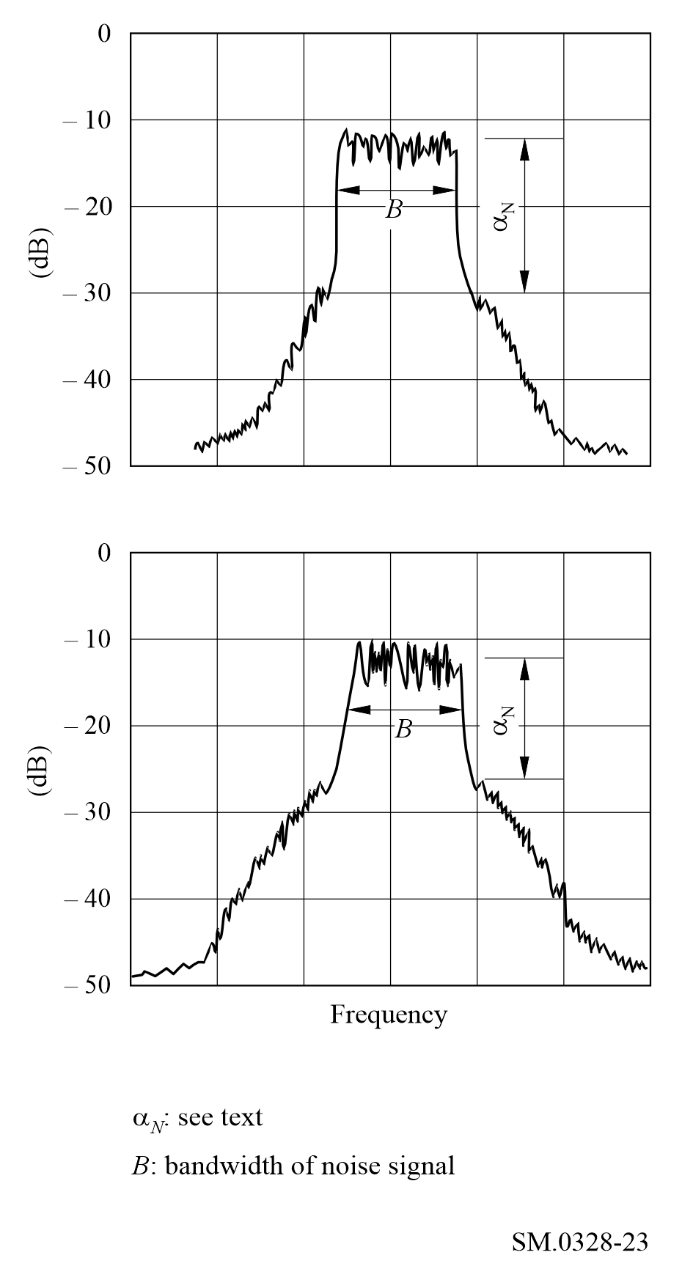 0
– 10
– 20
– 30
– 40
– 50
(dB)
B
αN
0
– 10
– 20
– 30
– 40
– 50
(dB)
B
αN
Frequency
αN: see text
B: bandwidth of noise signal
SM.0328-23